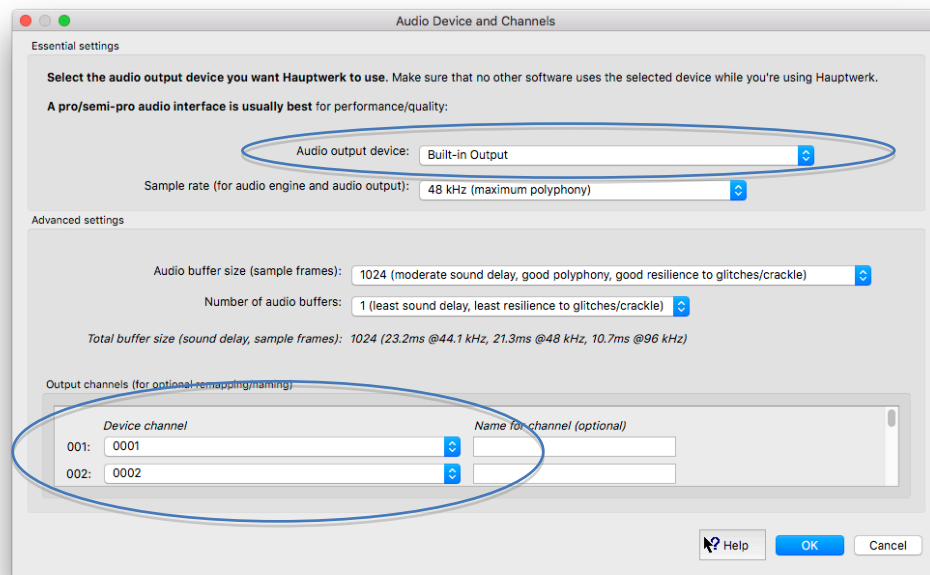 Audio Device and Channels
Essential settings
Select the audio output device you want Hauptwerk to use. Make sure that no other software uses the selected device while you're using Hauptwerk.
A pro/semi-pro audio interface is usually best for performance/quality:
Audio output device: Built-in Output
Sample rate (for audio engine and audio output): 48 kHz (maximum polyphony)
Advanced settings
Audio buffer size (sample frames): 1024 (moderate sound delay, good polyphony, good resilience to glitches/crackle)
Number of audio buffers: 1 (least sound delay, least resilience to glitches/crackle)
Total buffer size (sound delay, sample frames): 1024 (23.2ms @44.1 kHz, 21.3ms @48 kHz, 10.7ms @96 kHz)
Output channels (for optional remapping/naming)
Device channel Name for channel (optional)
001: 0001
002: 0002
? Help OK Cancel